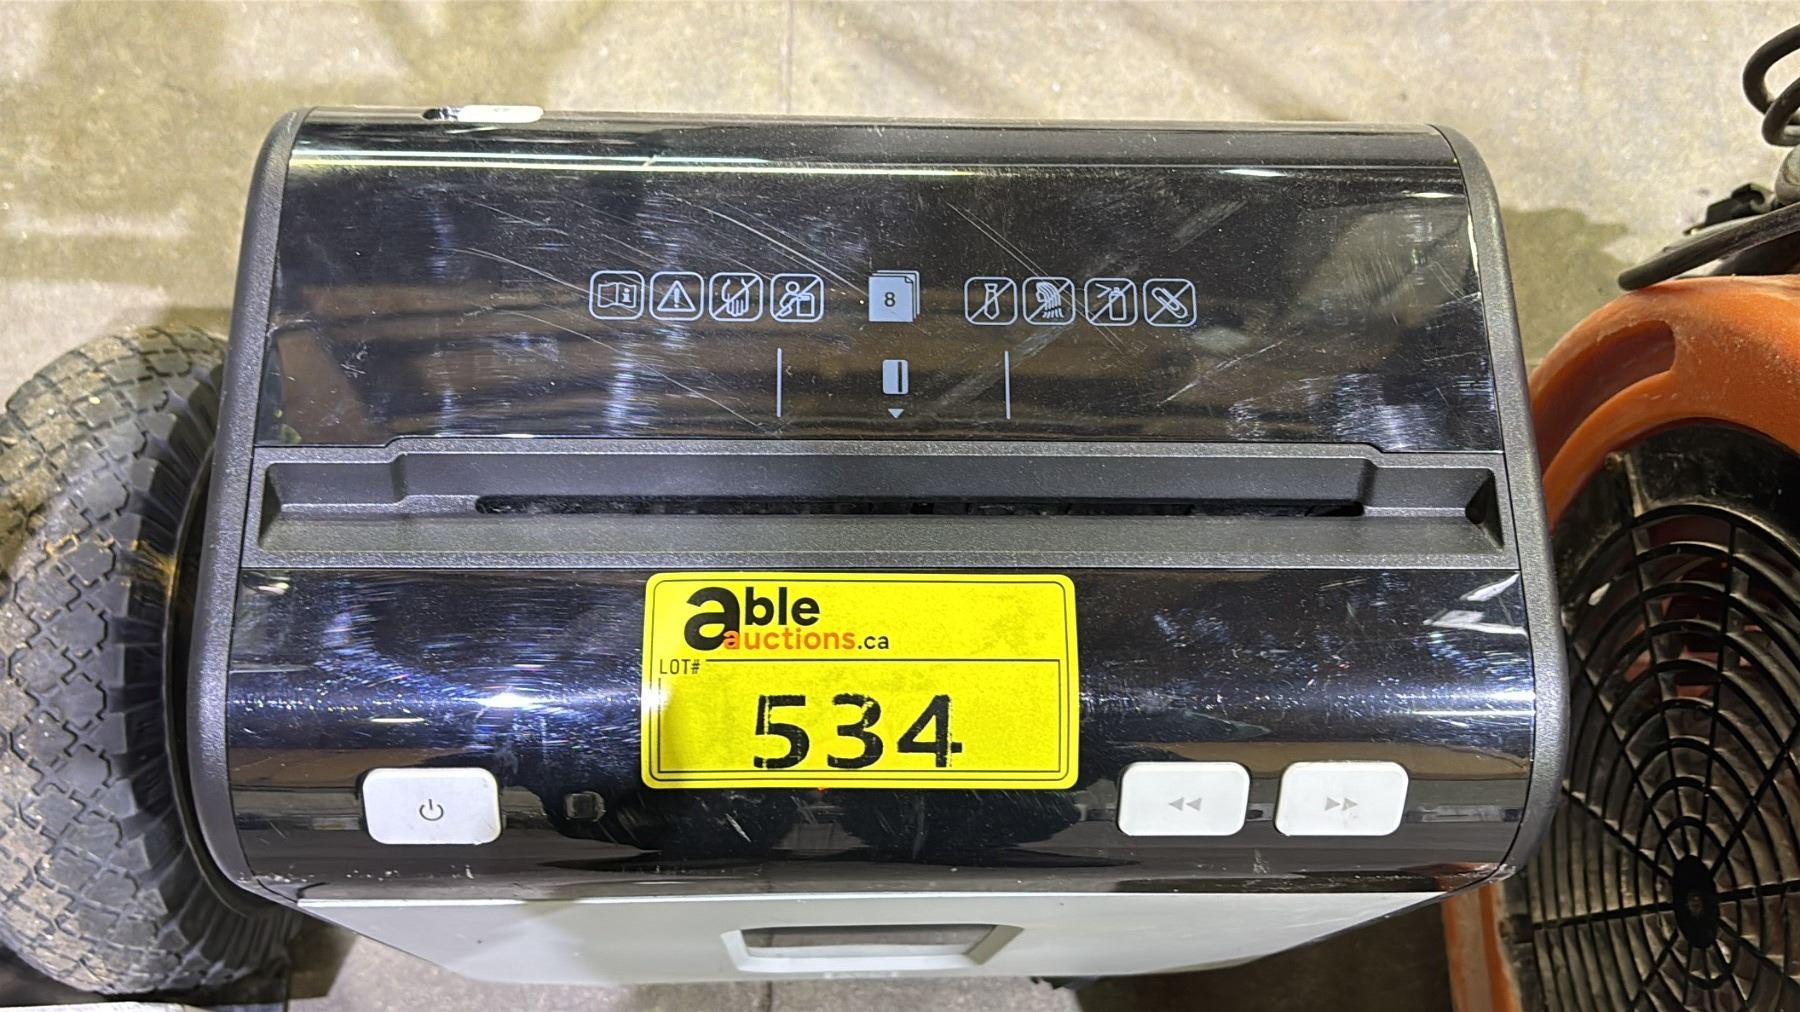 8
able
auctions.ca
LOT#
534